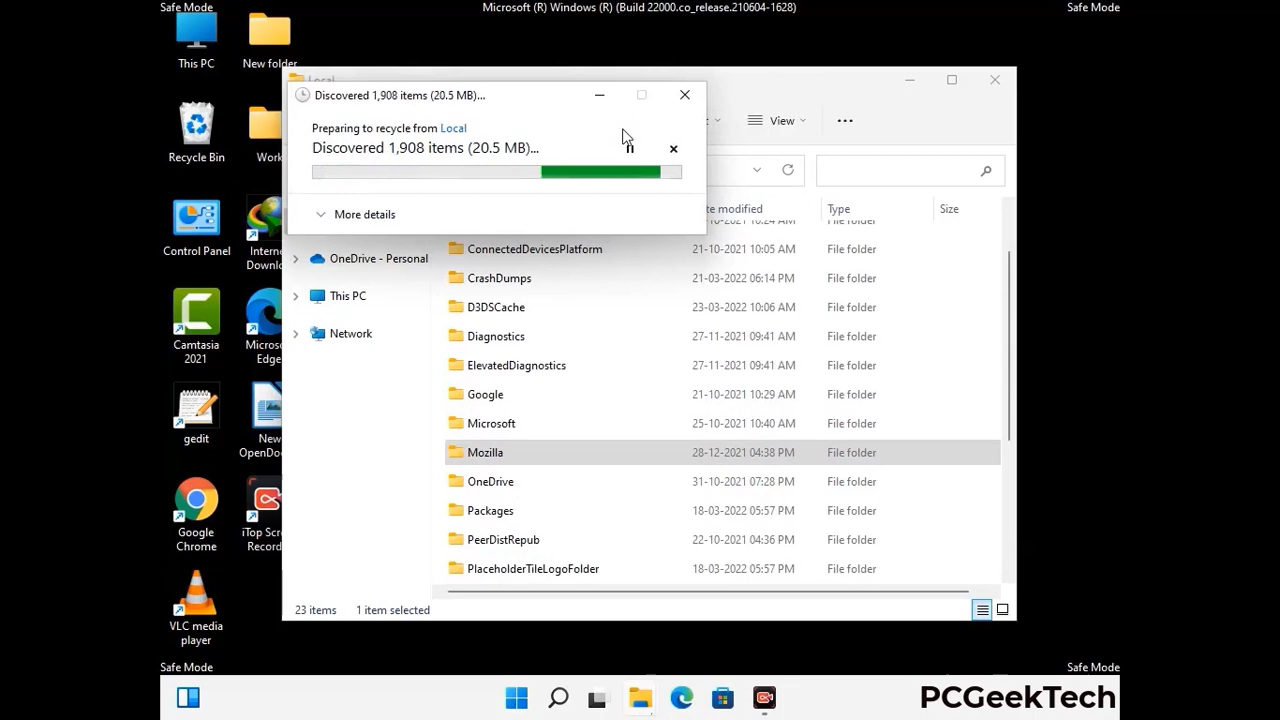 Safe Mode
Microsoft (R) Windows (R) (Build 22000.co_release.210604-1628)
Safe Mode
This PC
New folder
Recycle Bin
Work
Control Panel
Camtasia
2021
Edge
gedit
New
Google
Chrome
VLC media
player
Local
Discovered 1,908 items (20.5 MB)...
Preparing to recycle from Local
Discovered 1,908 items (20.5 MB)...
More details
View
Type
Size
OneDrive - Personal
This PC
Network
File folder
ConnectedDevicesPlatform 21-10-2021 10:05 AM File folder
CrashDumps 21-03-2022 06:14 PM File folder
D3DSCache 23-03-2022 10:06 AM File folder
Diagnostics 27-11-2021 09:41 AM File folder
ElevatedDiagnostics 27-11-2021 09:41 AM File folder
Google 21-10-2021 10:29 AM File folder
Microsoft 25-10-2021 10:40 AM File folder
Mozilla 28-12-2021 04:38 PM File folder
OneDrive 31-10-2021 07:28 PM File folder
Packages 18-03-2022 05:57 PM File folder
PeerDistRepub 22-10-2021 04:36 PM File folder
PlaceholderTileLogoFolder 18-03-2022 05:57 PM File folder
23 items 1 item selected
Safe Mode
Safe Mode
PCGeekTech